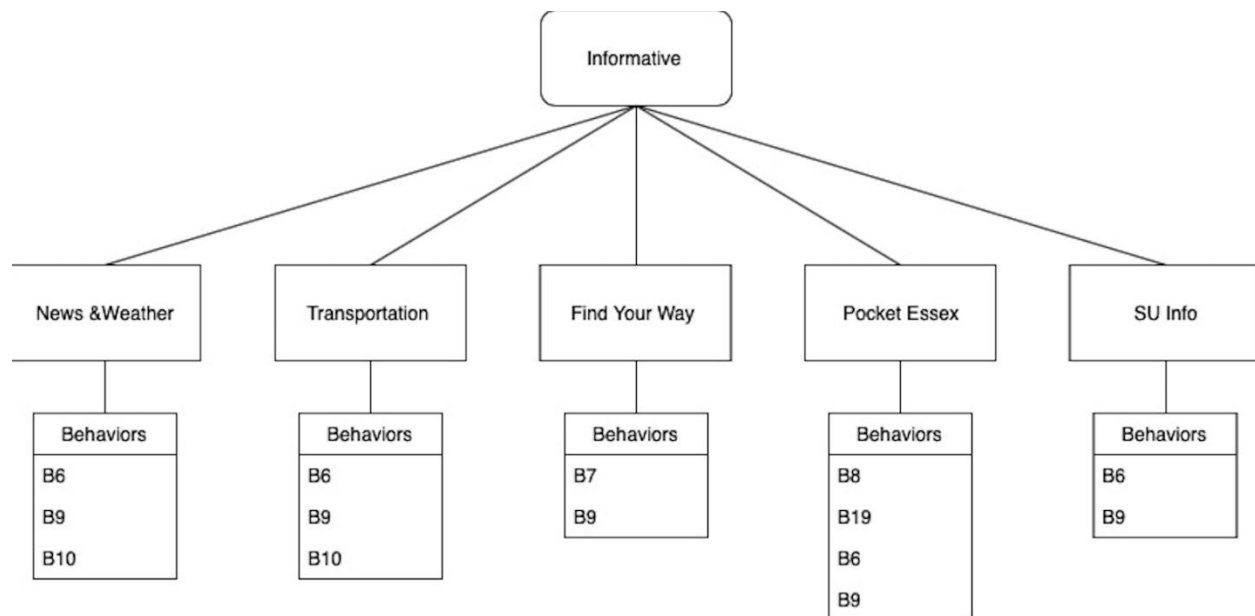 Informative
News &Weather
Transportation
Find Your Way
Pocket Essex
SU Info
Behaviors
B6
B9
B10
Behaviors
B6
B9
B10
Behaviors
B7
B9
Behaviors
B8
B19
B6
B9
Behaviors
B6
B9